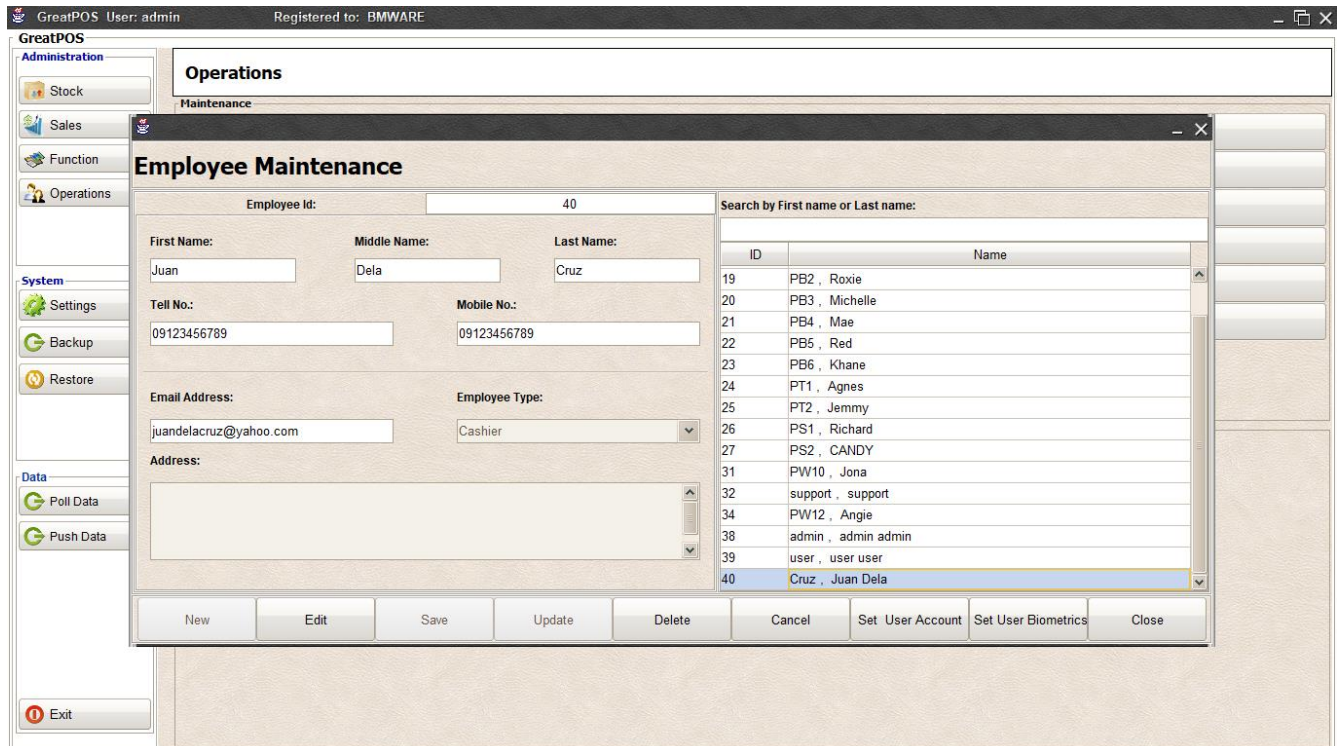 GreatPOS User: admin Registered to: BMWARE
GreatPOS
Administration
Stock
Sales
Function
Operations
System
Settings
Backup
Restore
Data
Poll Data
Push Data
Exit
Operations
Maintenance
Employee Maintenance
Employee Id: 40
First Name: Middle Name: Last Name:
Juan Dela Cruz
Tell No.: Mobile No.:
09123456789 09123456789
Email Address: Employee Type:
juandelacruz@yahoo.com Cashier
Address:
Search by First name or Last name:
ID Name
19 PB2 , Roxie
20 PB3 , Michelle
21 PB4 , Mae
22 PB5 , Red
23 PB6 , Khane
24 PT1 , Agnes
25 PT2 , Jemmy
26 PS1 , Richard
27 PS2 , CANDY
31 PW10 , Jona
32 support , support
34 PW12 , Angie
38 admin , admin admin
39 user , user user
40 Cruz , Juan Dela
New Edit Save Update Delete Cancel Set User Account Set User Biometrics Close